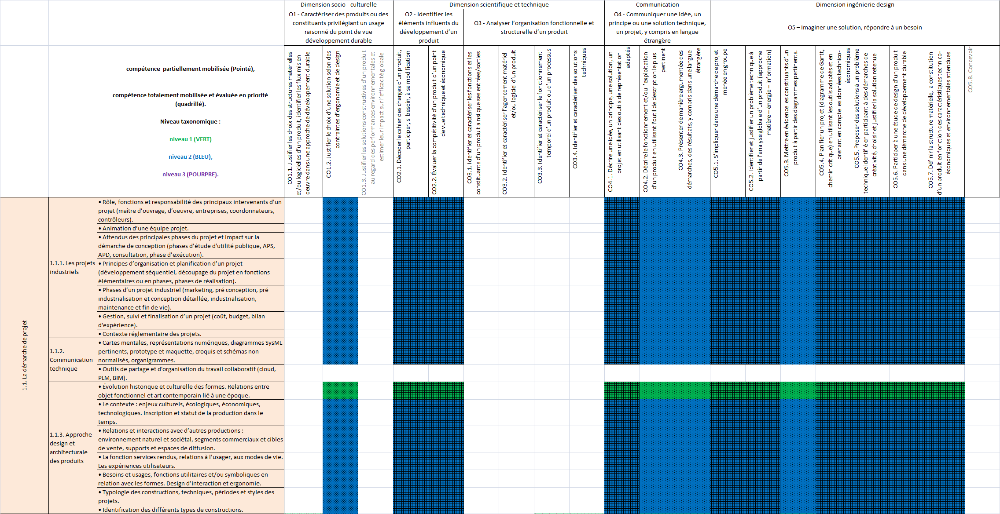 Dimension socio - culturelle
Dimension scientifique et technique
Communication
Dimension ingénierie design
O1 - Caractériser des produits ou des
constituants privilégiant un usage
raisonné du point de vue
développement durable
O2 - Identifier les
éléments influents du
développement d’un
produit
O3 - Analyser l’organisation fonctionnelle et
structurelle d’un produit
O4 - Communiquer une idée, un
principe ou une solution technique,
un projet, y compris en langue
étrangère
O5 – Imaginer une solution, répondre à un besoin
compétence  partiellement mobilisée (Pointé),
compétence totalement mobilisée et évaluée en priorité
(quadrillé).
Niveau taxonomique :
niveau 1 (VERT)
niveau 2 (BLEU),
niveau 3 (POURPRE).
CO1.1. Justifier les choix des structures matérielles
et/ou logicielles d’un produit, identifier les flux mis en
oeuvre dans une approche de développement durable
CO1.2. Justifier le choix d’une solution selon des
contraintes d’ergonomie et de design
CO1.3. Justifier les solutions constructives d’un produit
au regard des performances environnementales et
estimer leur impact sur l’efficacité globale
CO2.1. Décoder le cahier des charges d’un produit,
participer, si besoin, à sa modification
CO2.2. Évaluer la compétitivité d’un produit d’un point
de vue technique et économique
CO3.1. Identifier et caractériser les fonctions et les
constituants d’un produit ainsi que ses entrées/sorties
CO3.2. Identifier et caractériser l’agencement matériel
et/ou logiciel d’un produit
CO3.3. Identifier et caractériser le fonctionnement
temporel d’un produit ou d’un processus
CO3.4. Identifier et caractériser des solutions
techniques
CO4.1. Décrire une idée, un principe, une solution, un
projet en utilisant des outils de représentation
adaptés
CO4.2. Décrire le fonctionnement et/ou l’exploitation
d’un produit en utilisant l'outil de description le plus
pertinent
CO4.3. Présenter de manière argumentée des
démarches, des résultats, y compris dans une langue
étrangère
CO5.1. S’impliquer dans une démarche de projet
menée en groupe
CO5.2. Identifier et justifier un problème technique à
partir de l’analyse globale d’un produit (approche
matière – énergie – information)
CO5.3. Mettre en évidence les constituants d’un
produit à partir des diagrammes pertinents.
CO5.4. Planifier un projet (diagramme de Gantt,
chemin critique) en utilisant les outils adaptés et en
prenant en compte les données technico-
économiques
CO5.5. Proposer des solutions à un problème
technique identifié en participant à des démarches de
créativité, choisir et justifier la solution retenue
CO5.6. Participer à une étude de design d’un produit
dans une démarche de développement durable
CO5.7. Définir la structure matérielle, la constitution
d’un produit en fonction des caractéristiques technico-
économiques et environnementales attendues
CO5.8. Concevoir
1.1. La démarche de projet
1.1.1. Les projets
industriels
• Rôle, fonctions et responsabilité des principaux intervenants d’un
projet (maître d’ouvrage, d’oeuvre, entreprises, coordonnateurs,
contrôleurs).
• Animation d’une équipe projet.
• Attendus des principales phases du projet et impact sur la
démarche de conception (phases d’étude d'utilité publique, APS,
APD, consultation, phase d’exécution).
• Principes d’organisation et planification d’un projet
(développement séquentiel, découpage du projet en fonctions
élémentaires ou en phases, phases de réalisation).
• Phases d’un projet industriel (marketing, pré conception, pré
industrialisation et conception détaillée, industrialisation,
maintenance et fin de vie).
• Gestion, suivi et finalisation d’un projet (coût, budget, bilan
d'expérience).
• Contexte réglementaire des projets.
1.1.2.
Communication
technique
• Cartes mentales, représentations numériques, diagrammes SysML
pertinents, prototype et maquette, croquis et schémas non
normalisés, organigrammes.
• Outils de partage et d'organisation du travail collaboratif (cloud,
PLM, BIM).
1.1.3. Approche
design et
architecturale
des produits
• Évolution historique et culturelle des formes. Relations entre
objet fonctionnel et art contemporain lié à une époque.
• Le contexte : enjeux culturels, écologiques, économiques,
technologiques. Inscription et statut de la production dans le
temps.
• Relations et interactions avec d’autres productions :
environnement naturel et sociétal, segments commerciaux et cibles
de vente, supports et espaces de diffusion.
• La fonction services rendus, relations à l’usager, aux modes de vie.
Les expériences utilisateurs.
• Besoins et usages, fonctions utilitaires et/ou symboliques en
relation avec les formes. Design d’interaction et ergonomie.
• Typologie des constructions, techniques, périodes et styles des
projets.
• Identification des différents types de constructions.